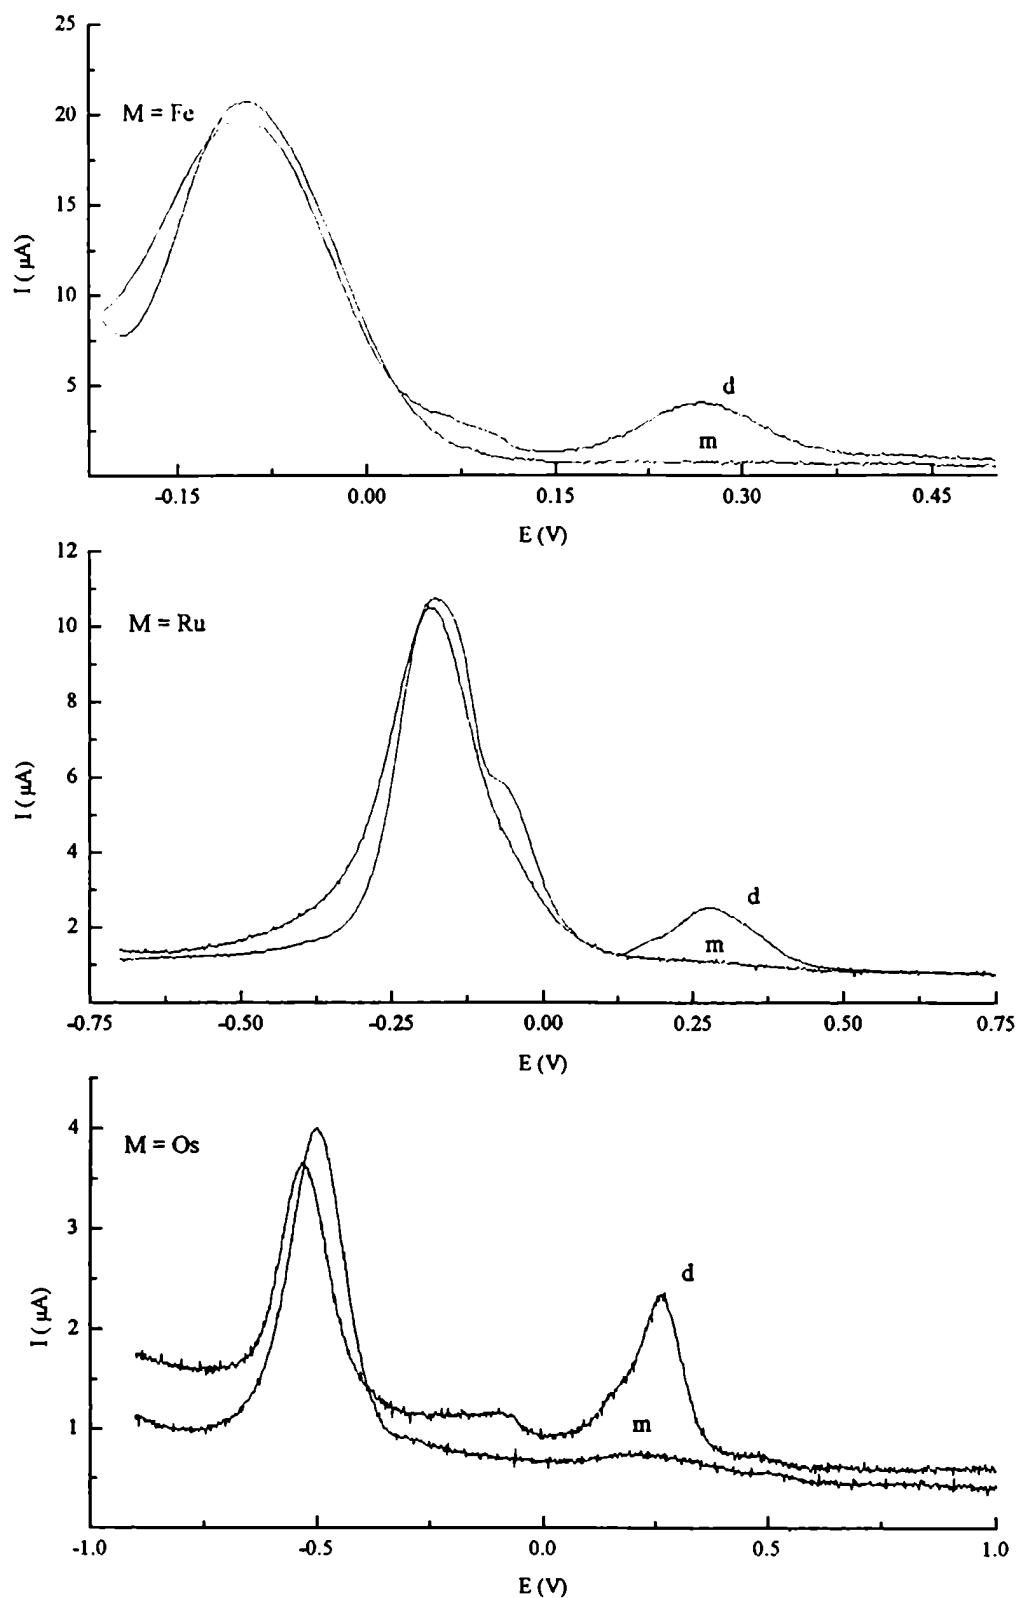 25
M = Fe
20
15
I ( μA)
10
5
d
m
-0.15 0.00 0.15 0.30 0.45
E (V)
12
M = Ru
10
8
I ( μA)
6
4
2
d
m
-0.75 -0.50 -0.25 0.00 0.25 0.50 0.75
E (V)
4
M = Os
3
I ( μA)
2
1
d
m
-1.0 -0.5 0.0 0.5 1.0
E (V)